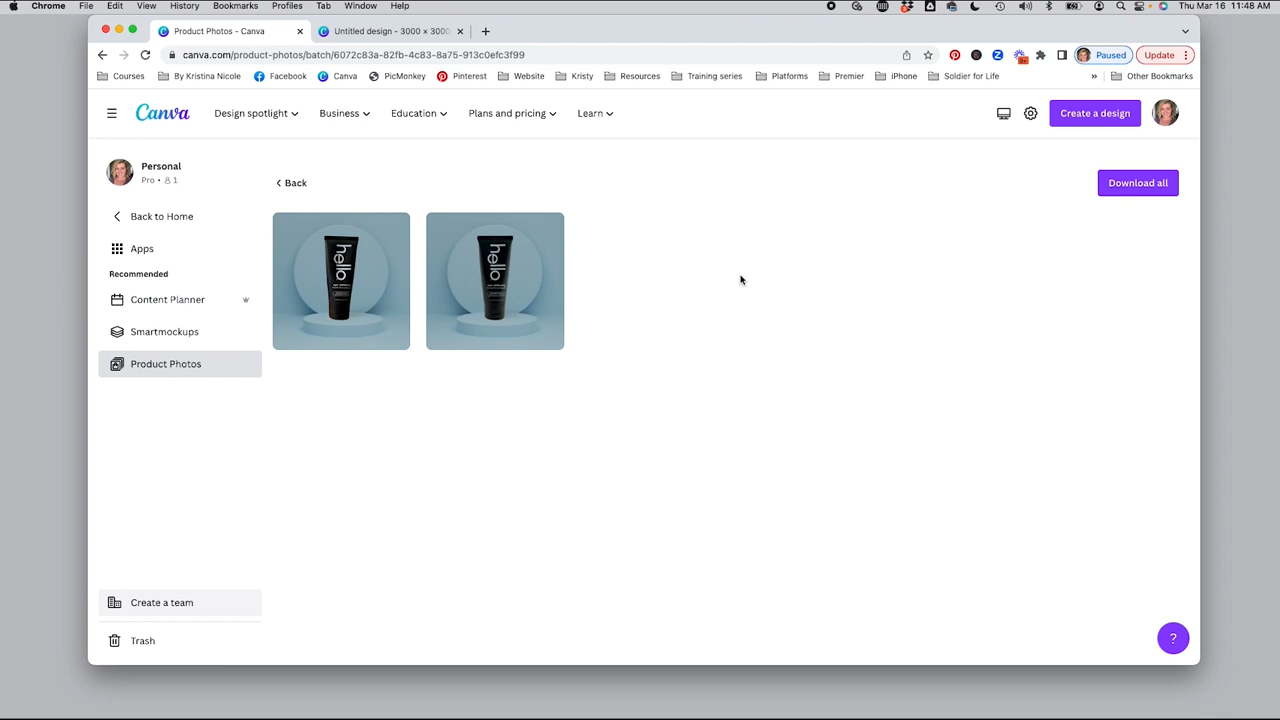 Chrome File Edit View History Bookmarks Profiles Tab Window Help Thu Mar 16 11:48 AM
Product Photos - Canva Untitled design - 3000 × 3000
canva.com/product-photos/batch/6072c83a-82fb-4c83-8a75-913c0efc3f99 Paused Update
Courses By Kristina Nicole Facebook Canva PicMonkey Pinterest Website Kristy Resources Training series Platforms Premier iPhone Soldier for Life » Other Bookmarks
Canva Design spotlight Business Education Plans and pricing Learn Create a design
Personal
Pro • 1
Back Download all
Back to Home
Apps
Recommended
Content Planner
Smartmockups
Product Photos
hello
hello
Create a team
Trash
?